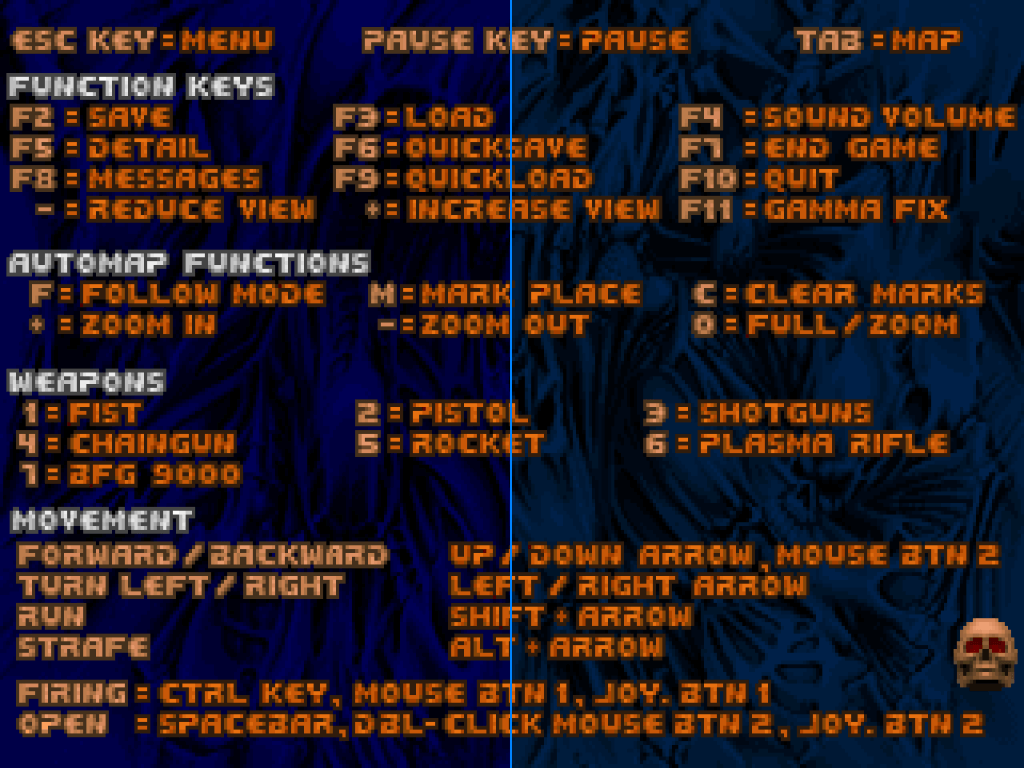 ESC KEY = MENU PAUSE KEY = PAUSE TAB = MAP
FUNCTION KEYS
F2 = SAVE F3 = LOAD F4 = SOUND VOLUME
F5 = DETAIL F6 = QUICKSAVE F7 = END GAME
F8 = MESSAGES F9 = QUICKLOAD F10 = QUIT
- = REDUCE VIEW + = INCREASE VIEW F11 = GAMMA FIX
AUTOMAP FUNCTIONS
F = FOLLOW MODE M = MARK PLACE C = CLEAR MARKS
+ = ZOOM IN - = ZOOM OUT 0 = FULL / ZOOM
WEAPONS
1 = FIST 2 = PISTOL 3 = SHOTGUNS
4 = CHAINGUN 5 = ROCKET 6 = PLASMA RIFLE
7 = BFG 9000
MOVEMENT
FORWARD / BACKWARD UP / DOWN ARROW, MOUSE BTN 2
TURN LEFT / RIGHT LEFT / RIGHT ARROW
RUN SHIFT + ARROW
STRAFE ALT + ARROW
FIRING = CTRL KEY, MOUSE BTN 1, JOY. BTN 1
OPEN = SPACEBAR, DBL-CLICK MOUSE BTN 2, JOY. BTN 2